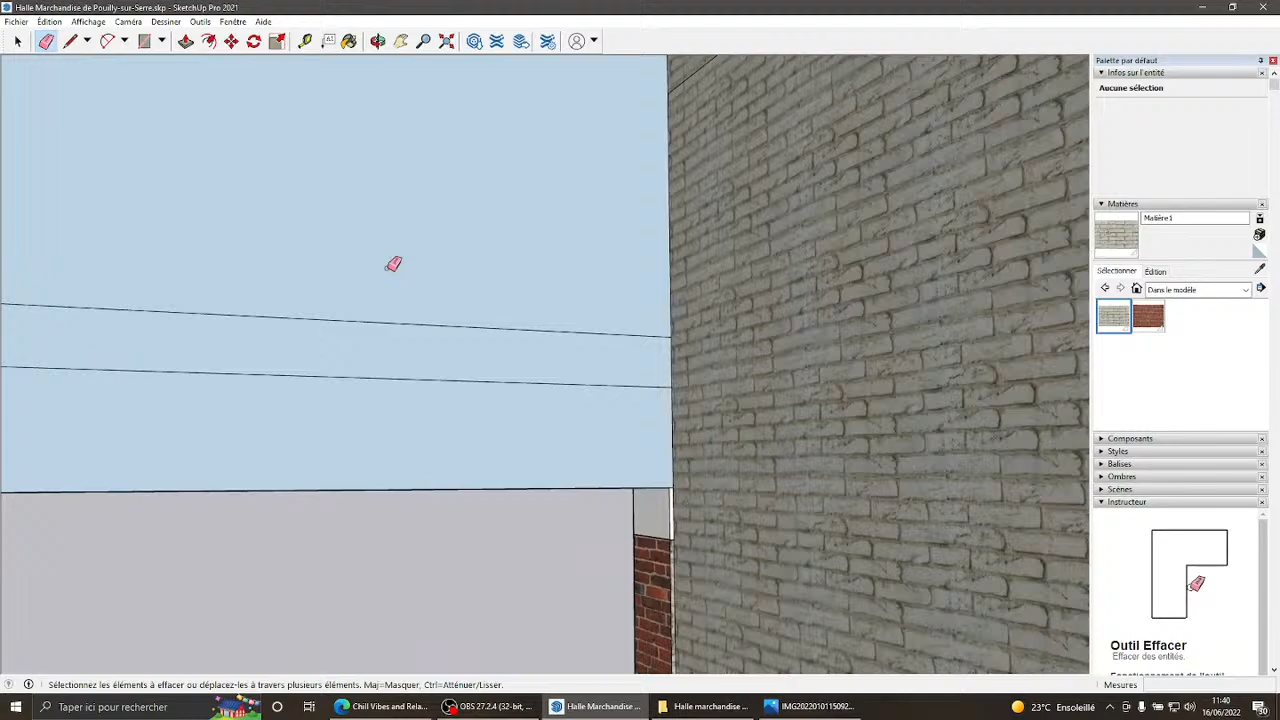 Halle Marchandise de Pouilly-sur-Serre.skp - SketchUp Pro 2021
Fichier Édition Affichage Caméra Dessiner Outils Fenêtre Aide
Palette par défaut
Infos sur l'entité
Aucune sélection
Matières
Matière1
Sélectionner Édition
Dans le modèle
Composants
Styles
Balises
Ombres
Scènes
Instructeur
Outil Effacer
Effacer des entités.
Fonctionnement de l'outil
Sélectionnez les éléments à effacer ou déplacez-les à travers plusieurs éléments. Maj=Masquer, Ctrl=Atténuer/Lisser.
Mesures
Taper ici pour rechercher
Chill Vibes and Rela...
OBS 27.2.4 (32-bit, ...
Halle Marchandise ...
Halle marchandise ...
IMG2022010115092...
23°C Ensoleillé
11:40
16/06/2022